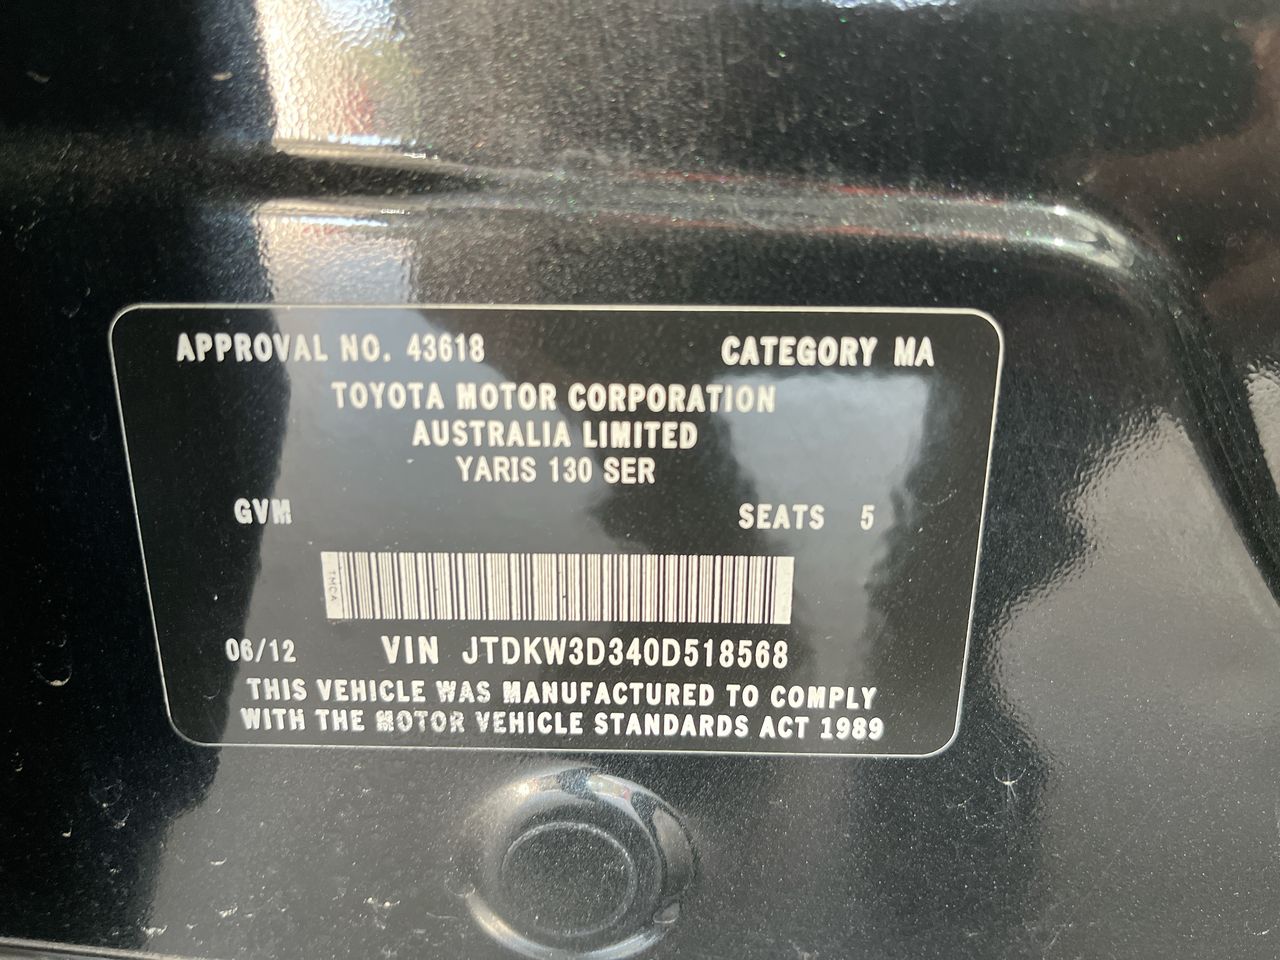 APPROVAL NO. 43618 CATEGORY MA
TOYOTA MOTOR CORPORATION
AUSTRALIA LIMITED
YARIS 130 SER
GVM SEATS 5
TMCA
06/12 VIN JTDKW3D340D518568
THIS VEHICLE WAS MANUFACTURED TO COMPLY
WITH THE MOTOR VEHICLE STANDARDS ACT 1989